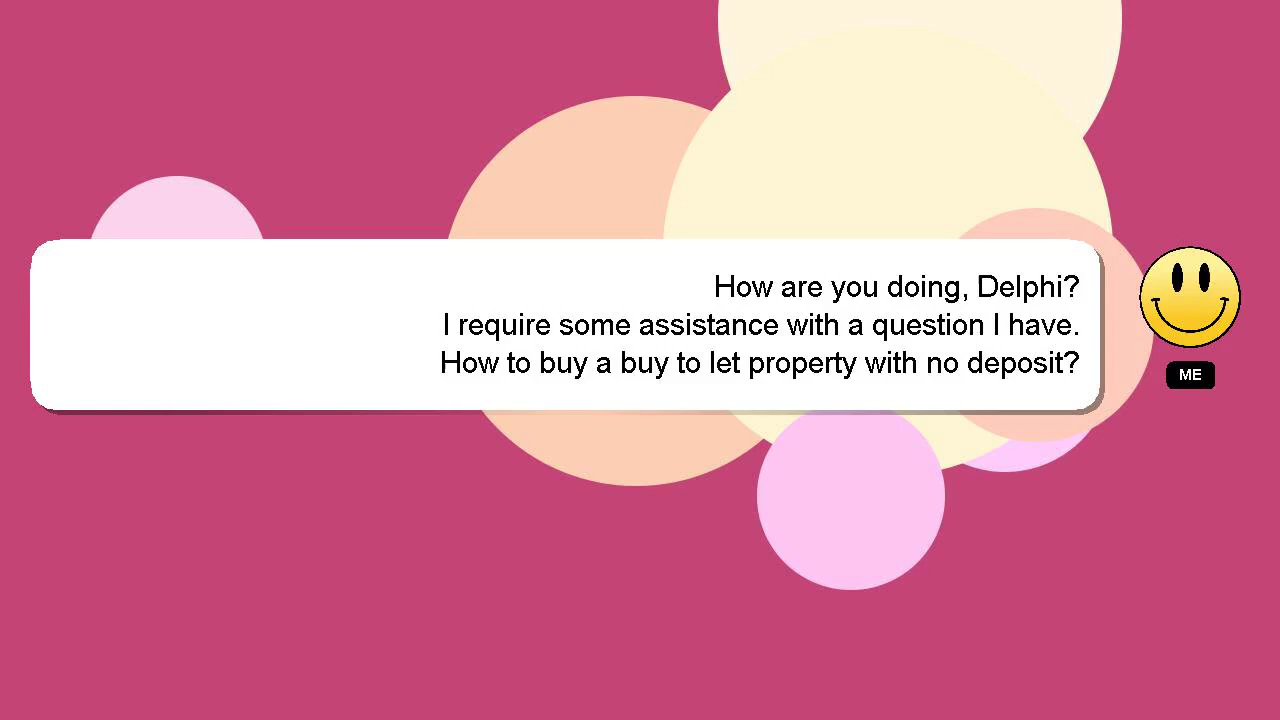 How are you doing, Delphi?
I require some assistance with a question I have.
How to buy a buy to let property with no deposit?
ME